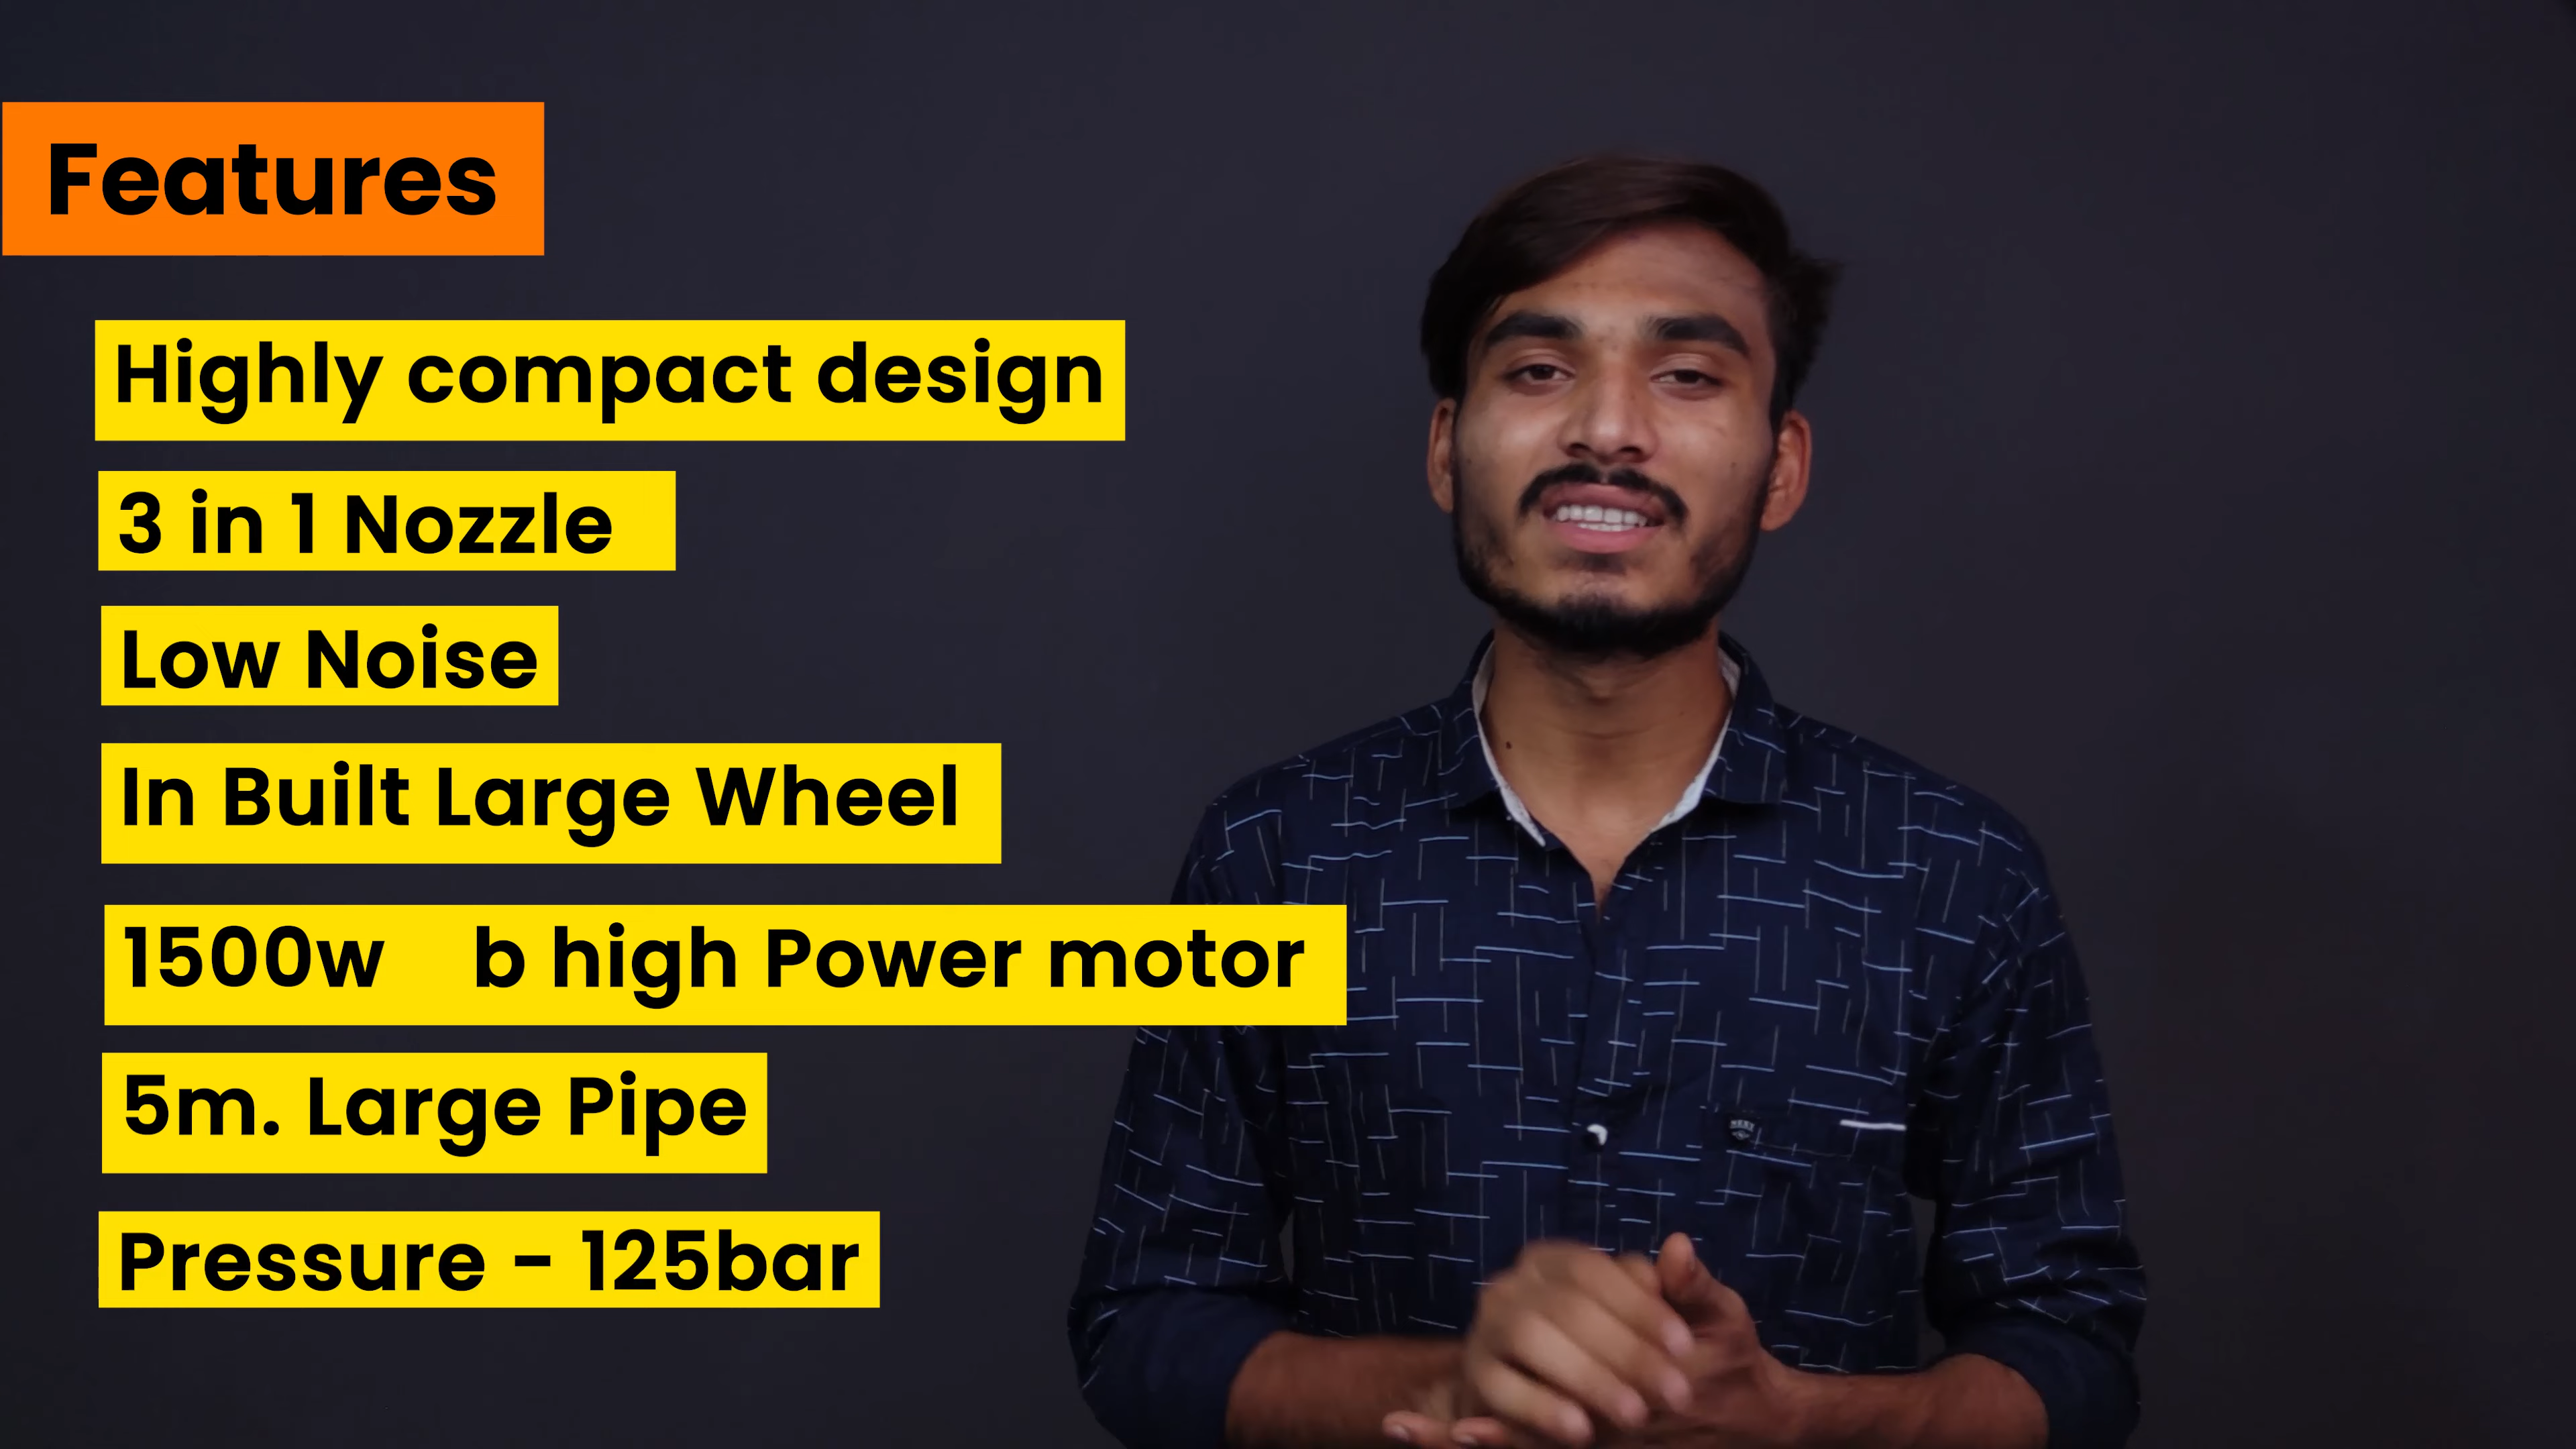 Features
Highly compact design
3 in 1 Nozzle
Low Noise
In Built Large Wheel
1500w b high Power motor
5m. Large Pipe
Pressure - 125bar